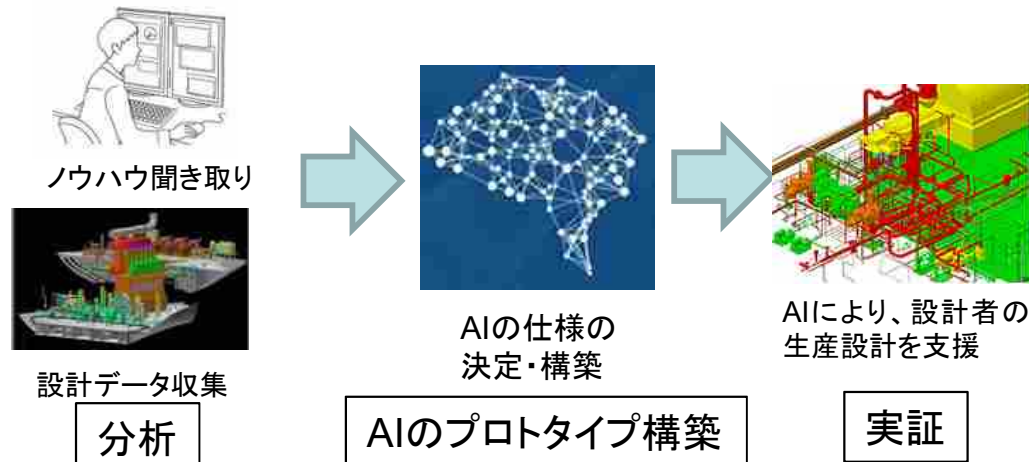 ノウハウ聞き取り
設計データ収集
分析
AIの仕様の
決定・構築
AIのプロトタイプ構築
AIにより、設計者の
生産設計を支援
実証